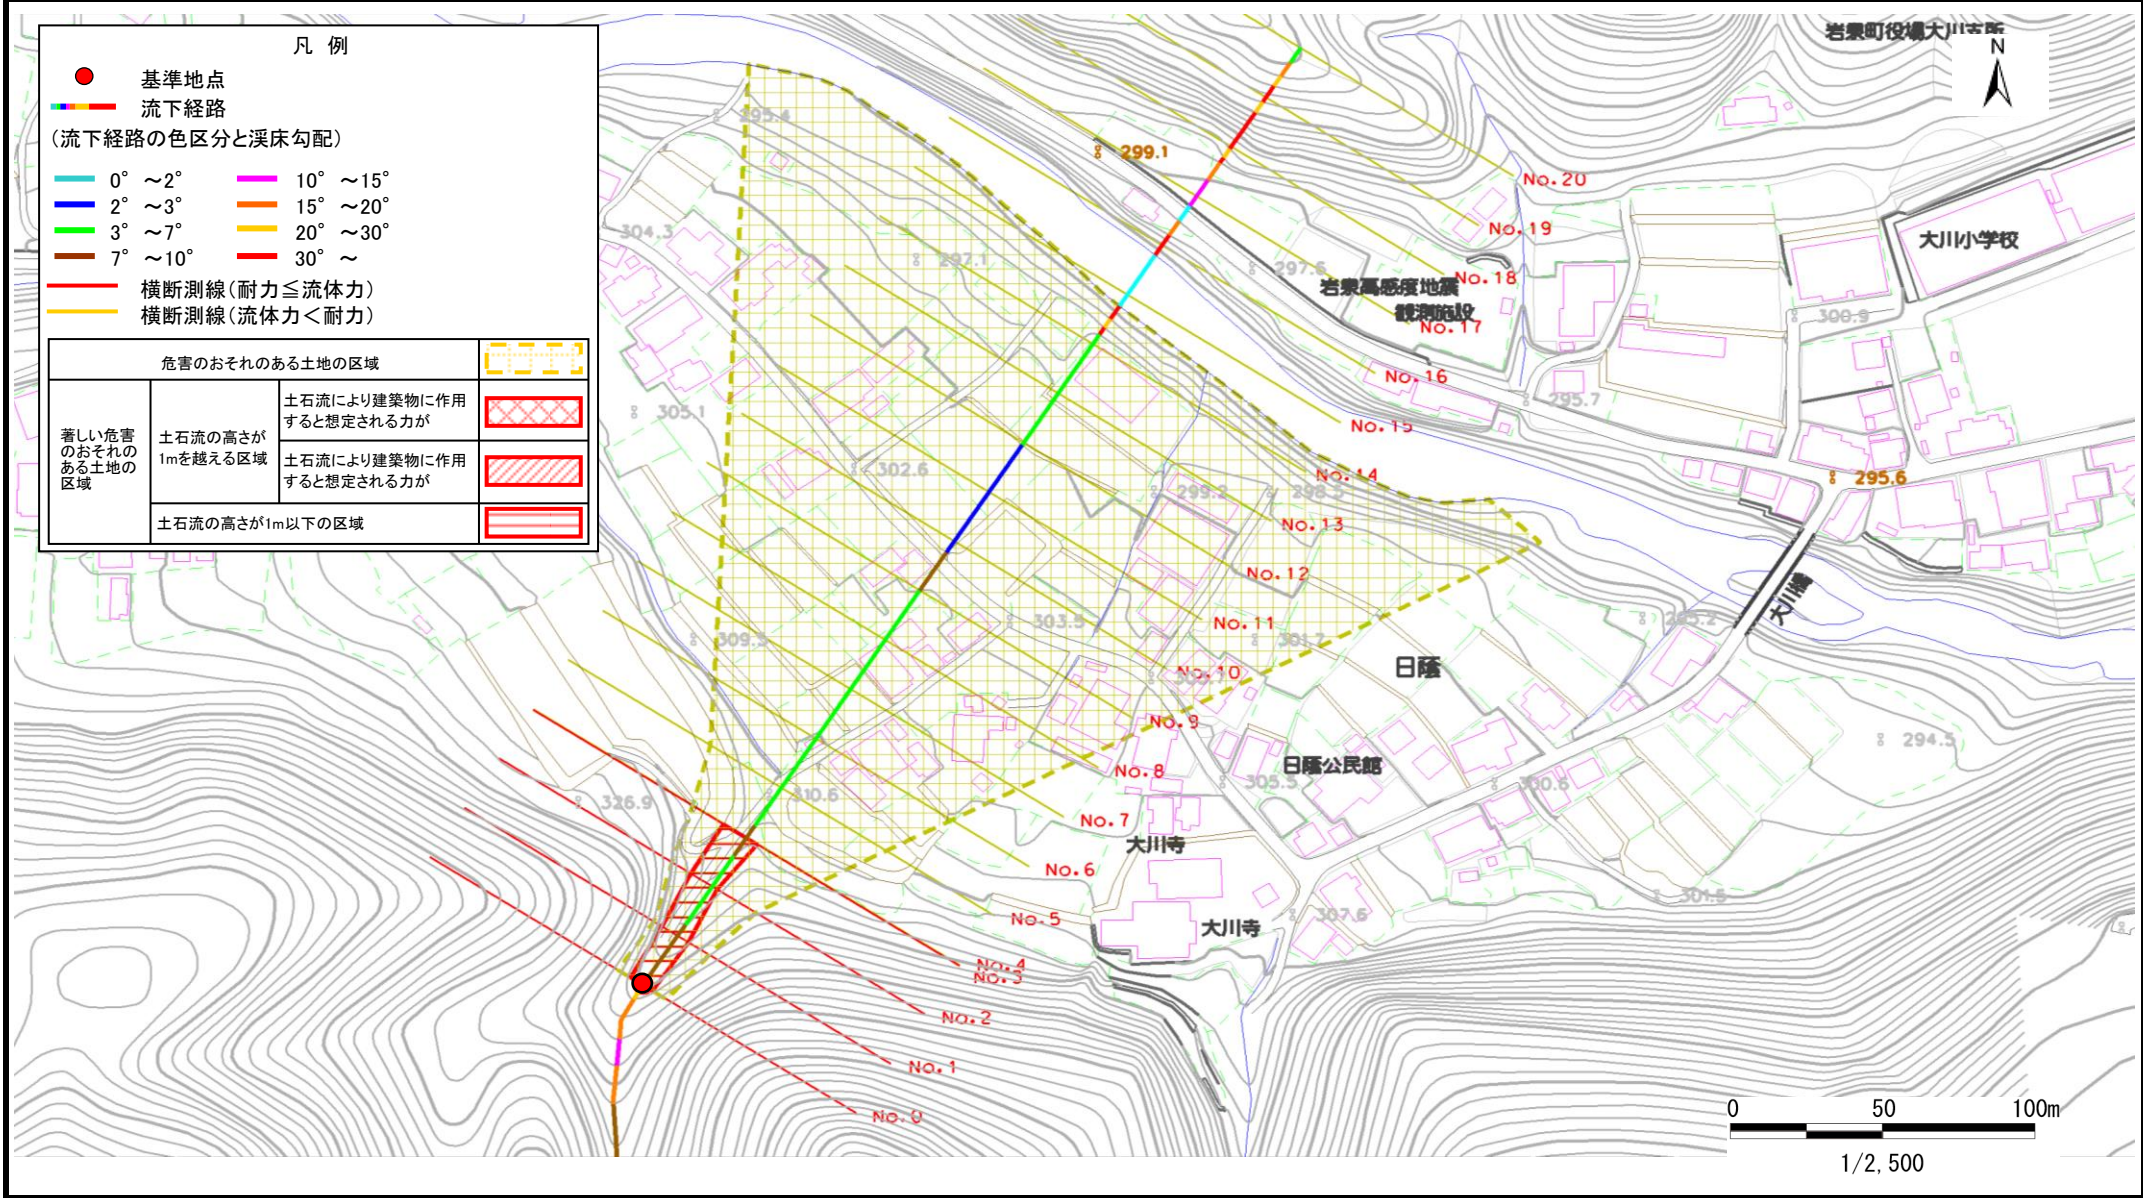 凡 例
基準地点
流下経路
(流下経路の色区分と渓床勾配)
0° ～2° 10° ～15°
2° ～3° 15° ～20°
3° ～7° 20° ～30°
7° ～10° 30° ～
横断測線(耐力≦流体力)
横断測線(流体力＜耐力)
危害のおそれのある土地の区域
著しい危害
のおそれの
ある土地の
区域
土石流の高さが
1mを越える区域
土石流により建築物に作用
すると想定される力が
土石流により建築物に作用
すると想定される力が
土石流の高さが1m以下の区域
岩泉町役場大川支所
N
295.4
299.1
No.20
304.3
No.19
大川小学校
297.1
297.6
No.18
岩泉高感度地震
観測施設
No.17
300.9
No.16
295.7
305.1
No.15
302.6
No.14
295.6
299.2
No.13
No.12
大川橋
303.5
No.11
309.3
301.7
295.2
日蔭
No.10
No.9
294.5
日蔭公民館
No.8
305.5
300.6
326.9
310.6
No.7
大川寺
No.6
301.5
No.5
307.6
大川寺
No.4
No.3
No.2
No.1
No.0
0 50 100m
1/2,500